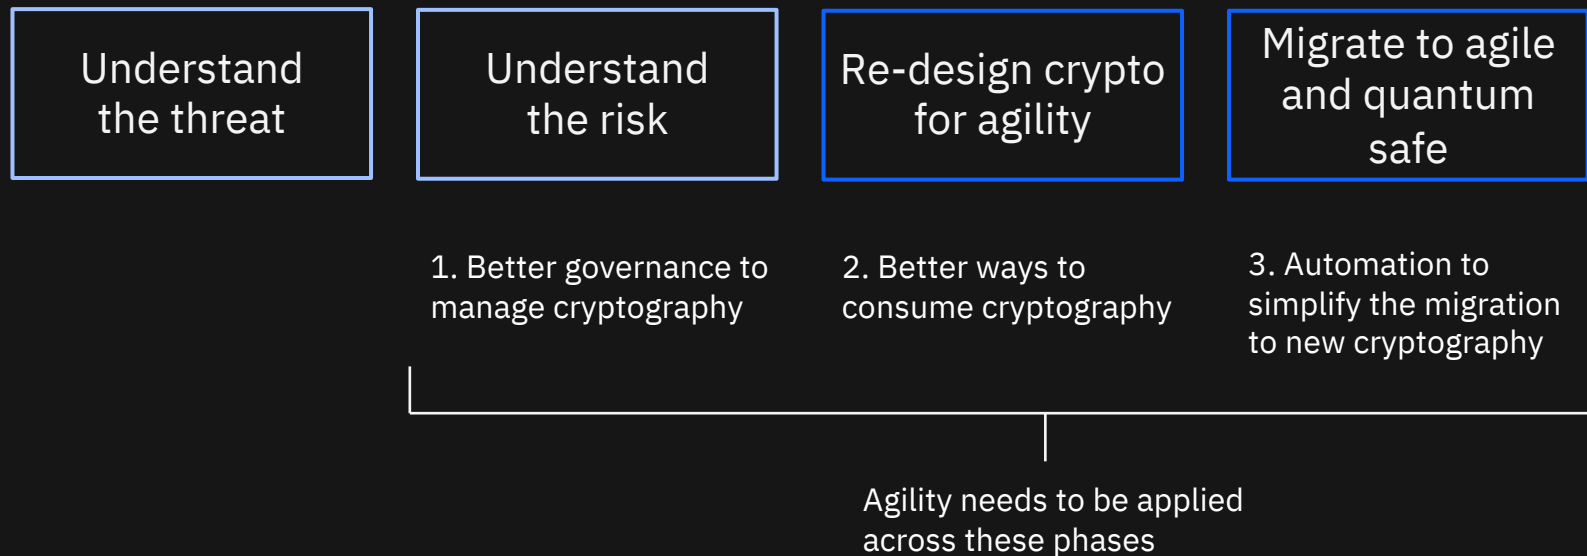 Understand
the threat
Understand
the risk
Re-design crypto
for agility
Migrate to agile
and quantum
safe
1. Better governance to
manage cryptography
2. Better ways to
consume cryptography
3. Automation to
simplify the migration
to new cryptography
Agility needs to be applied
across these phases